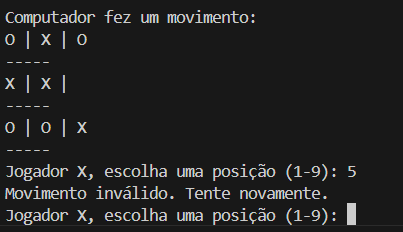 Computador fez um movimento:
O | X | O
-----
X | X |
-----
O | O | X
-----
Jogador X, escolha uma posição (1-9): 5
Movimento inválido. Tente novamente.
Jogador X, escolha uma posição (1-9):